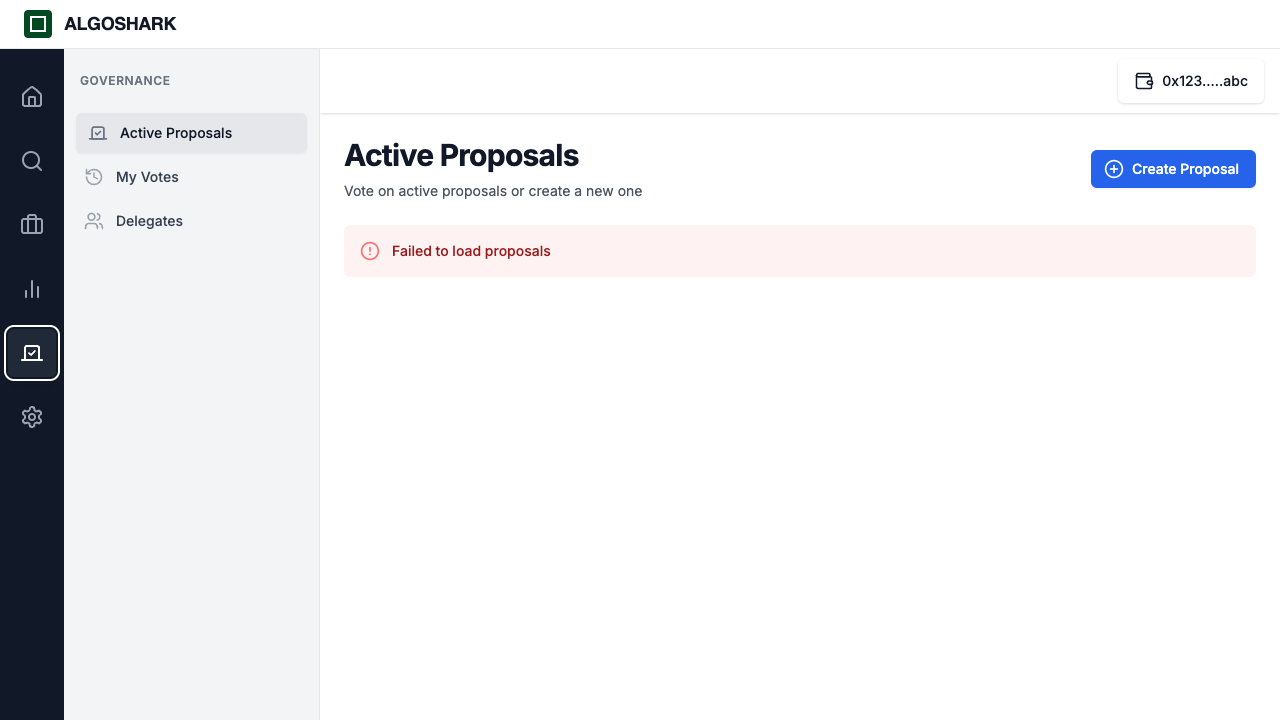 ALGOSHARK
GOVERNANCE
Active Proposals
My Votes
Delegates
0x123.....abc
Active Proposals
Vote on active proposals or create a new one
Create Proposal
Failed to load proposals